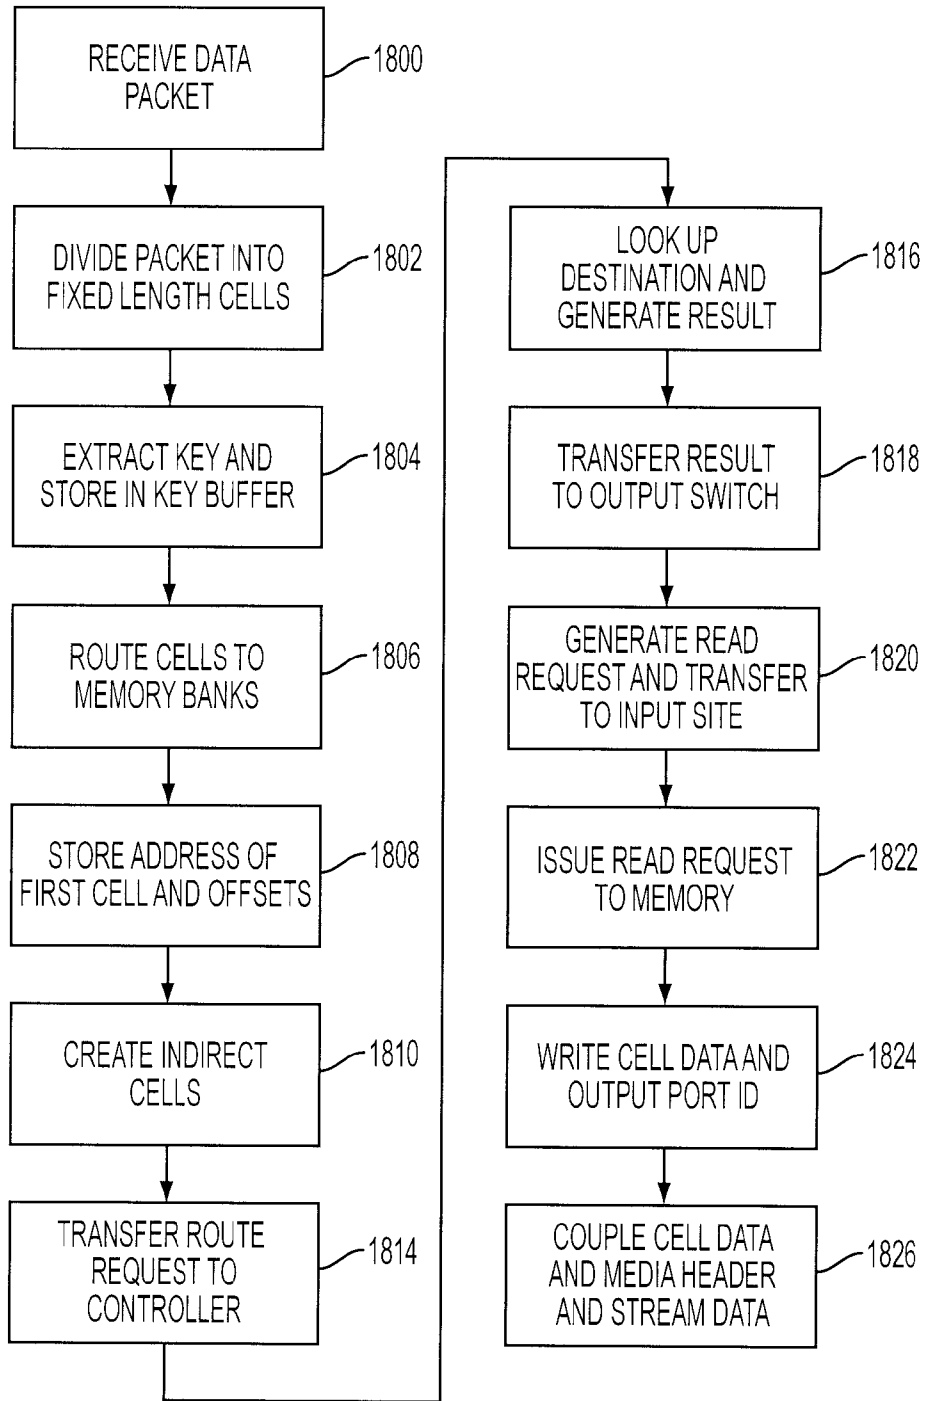 RECEIVE DATA
PACKET
1800
DIVIDE PACKET INTO
FIXED LENGTH CELLS
1802
EXTRACT KEY AND
STORE IN KEY BUFFER
1804
ROUTE CELLS TO
MEMORY BANKS
1806
STORE ADDRESS OF
FIRST CELL AND OFFSETS
1808
CREATE INDIRECT
CELLS
1810
TRANSFER ROUTE
REQUEST TO
CONTROLLER
1814
LOOK UP
DESTINATION AND
GENERATE RESULT
1816
TRANSFER RESULT
TO OUTPUT SWITCH
1818
GENERATE READ
REQUEST AND TRANSFER
TO INPUT SITE
1820
ISSUE READ REQUEST
TO MEMORY
1822
WRITE CELL DATA AND
OUTPUT PORT ID
1824
COUPLE CELL DATA
AND MEDIA HEADER
AND STREAM DATA
1826